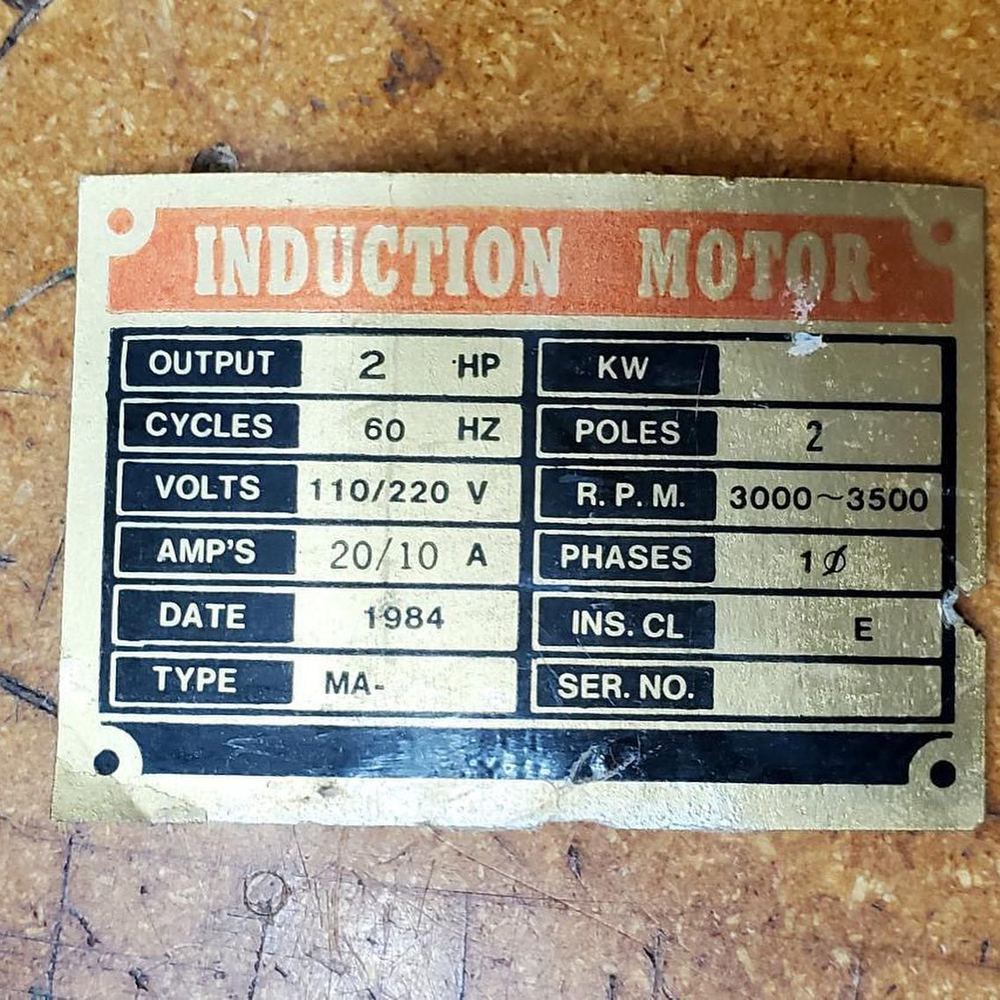 INDUCTION MOTOR
OUTPUT 2 HP KW
CYCLES 60 HZ POLES 2
VOLTS 110/220 V R.P.M. 3000~3500
AMP'S 20/10 A PHASES 1Ø
DATE 1984 INS. CL E
TYPE MA- SER. NO.